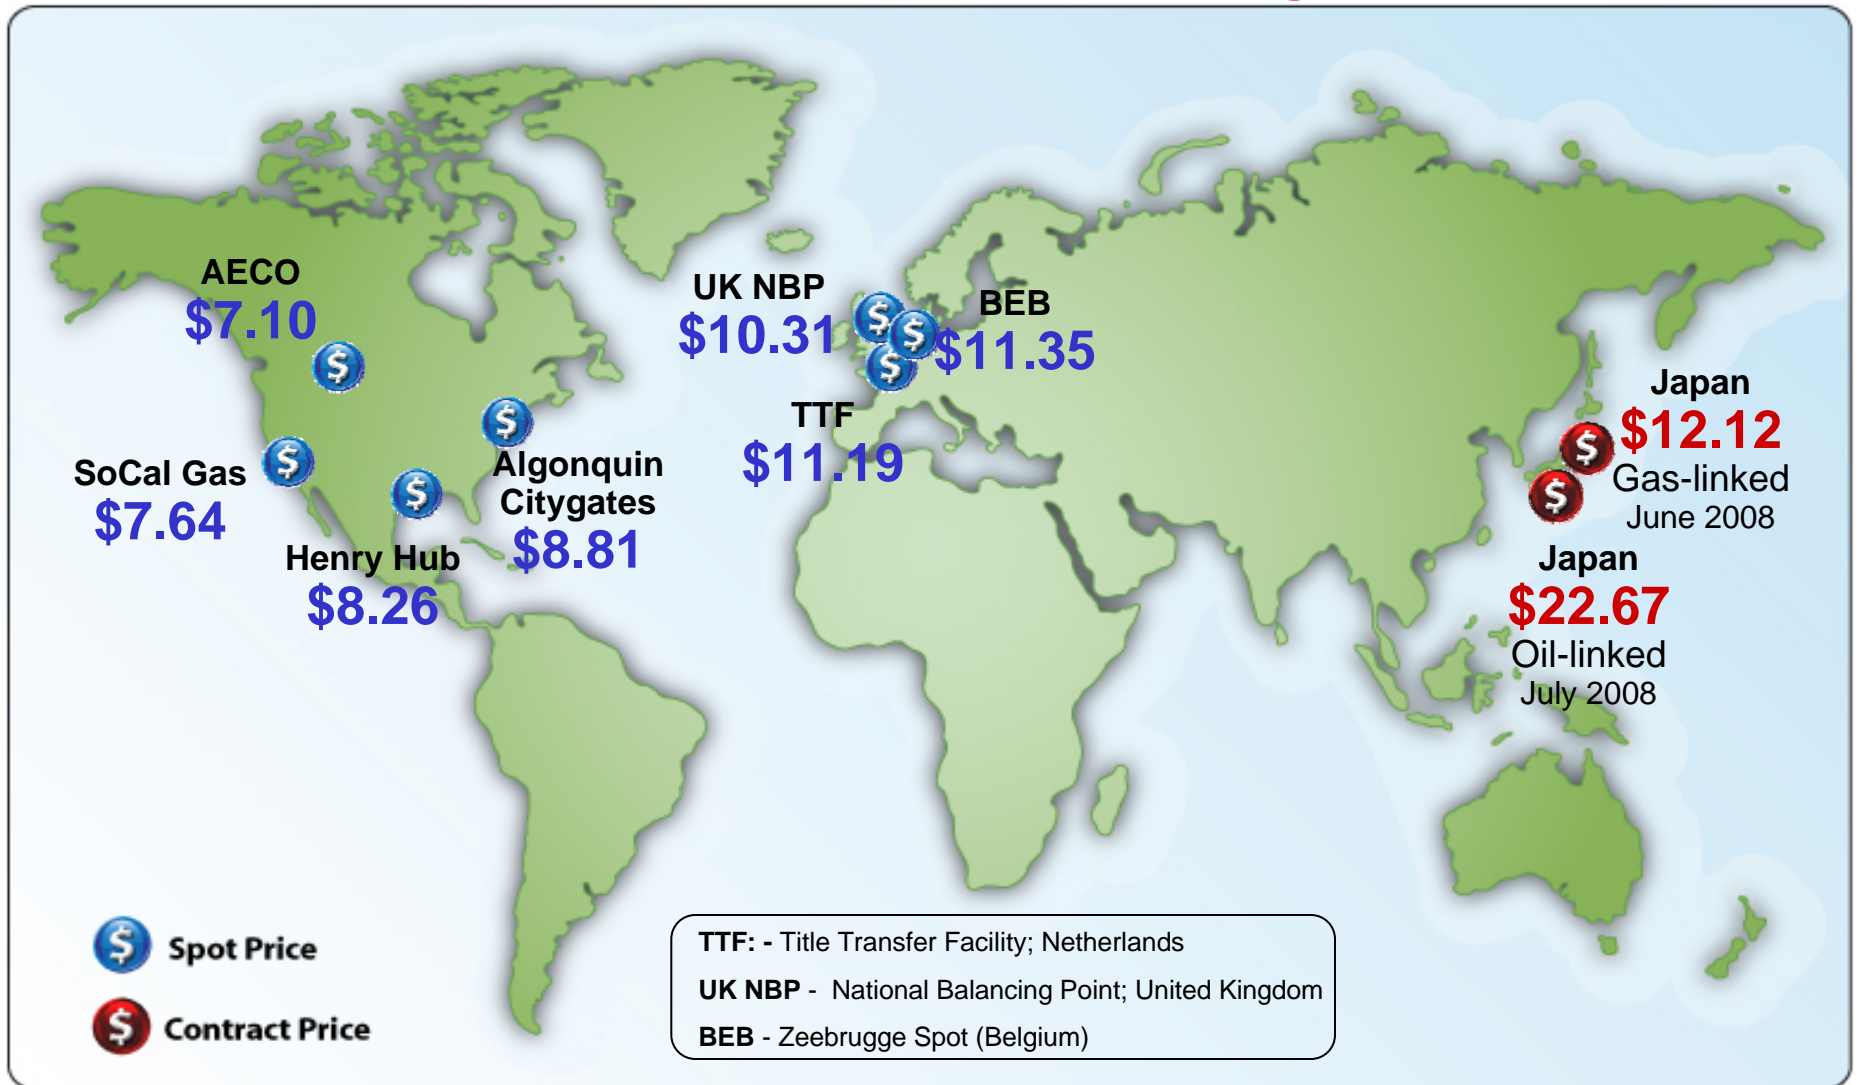 AECO
$7.10
UK NBP
$10.31
BEB
$11.35
TTF
$11.19
SoCal Gas
$7.64
Algonquin
Citygates
$8.81
Henry Hub
$8.26
Japan
$12.12
Gas-linked
June 2008
Japan
$22.67
Oil-linked
July 2008
Spot Price
Contract Price
TTF: - Title Transfer Facility; Netherlands
UK NBP - National Balancing Point; United Kingdom
BEB - Zeebrugge Spot (Belgium)